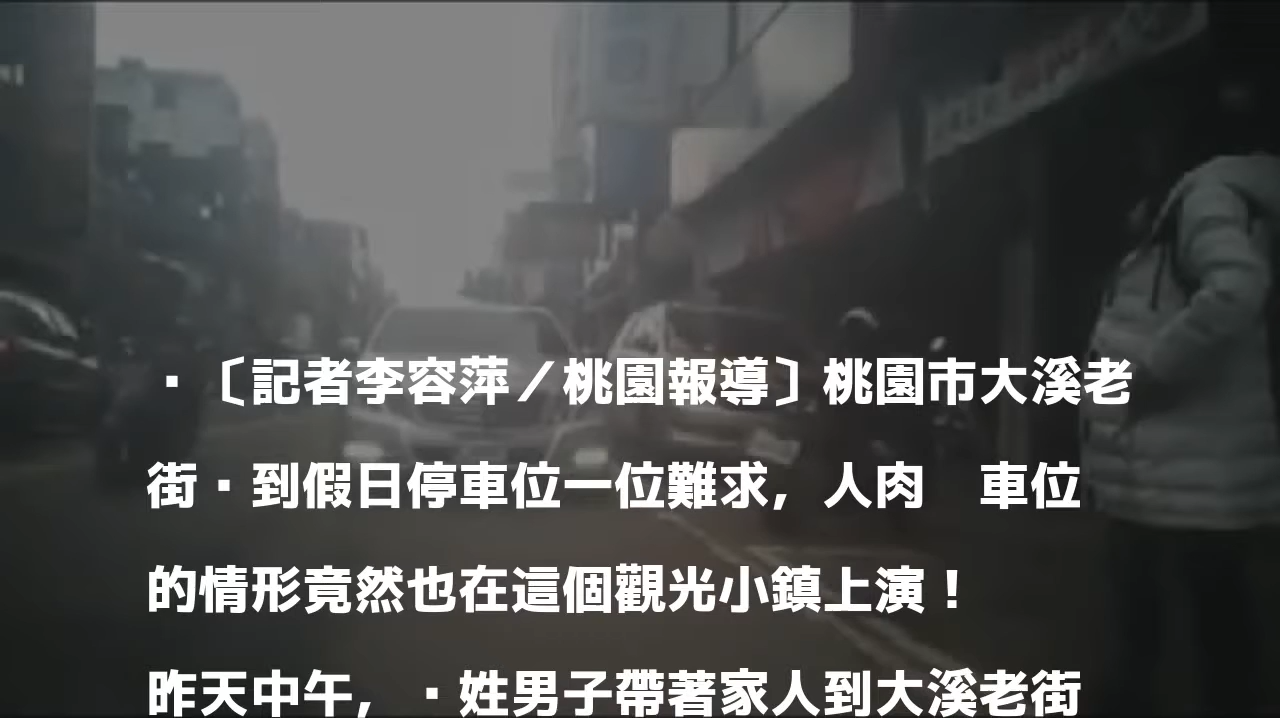 ▪〔記者李容萍／桃園報導〕桃園市大溪老
街▪到假日停車位一位難求，人肉　車位
的情形竟然也在這個觀光小鎮上演！
昨天中午，▪姓男子帶著家人到大溪老街